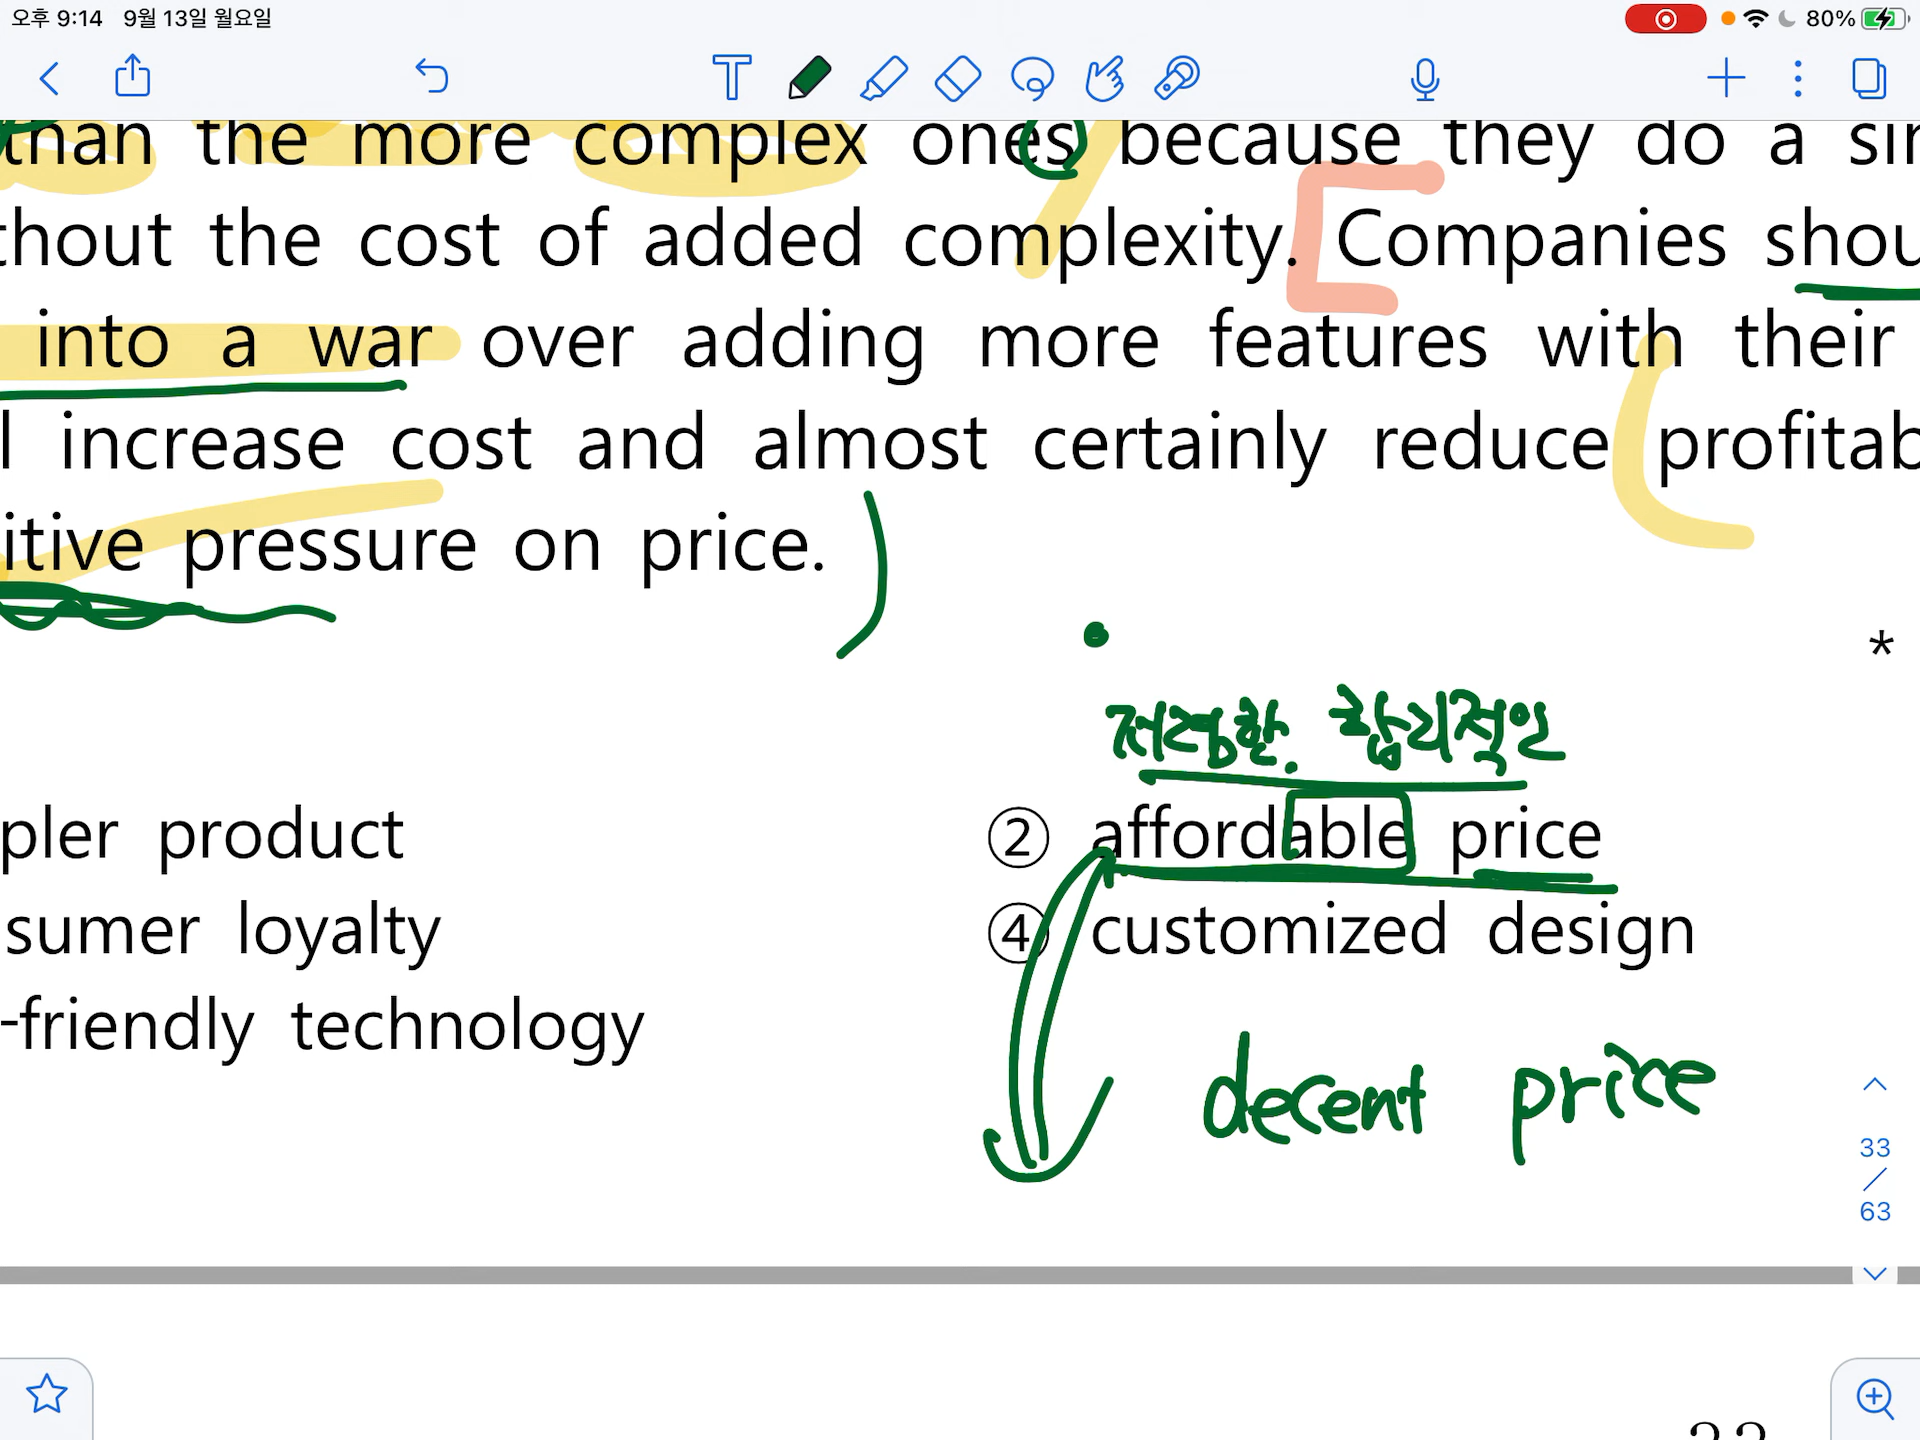 오후 9:14 9월 13일 월요일 80%
than the more complex ones because they do a sin
thout the cost of added complexity. Companies shou
into a war over adding more features with their
l increase cost and almost certainly reduce profitab
itive pressure on price.
*
저렴한. 합리적인
pler product ② affordable price
sumer loyalty ④ customized design
-friendly technology
decent price
33
/
63